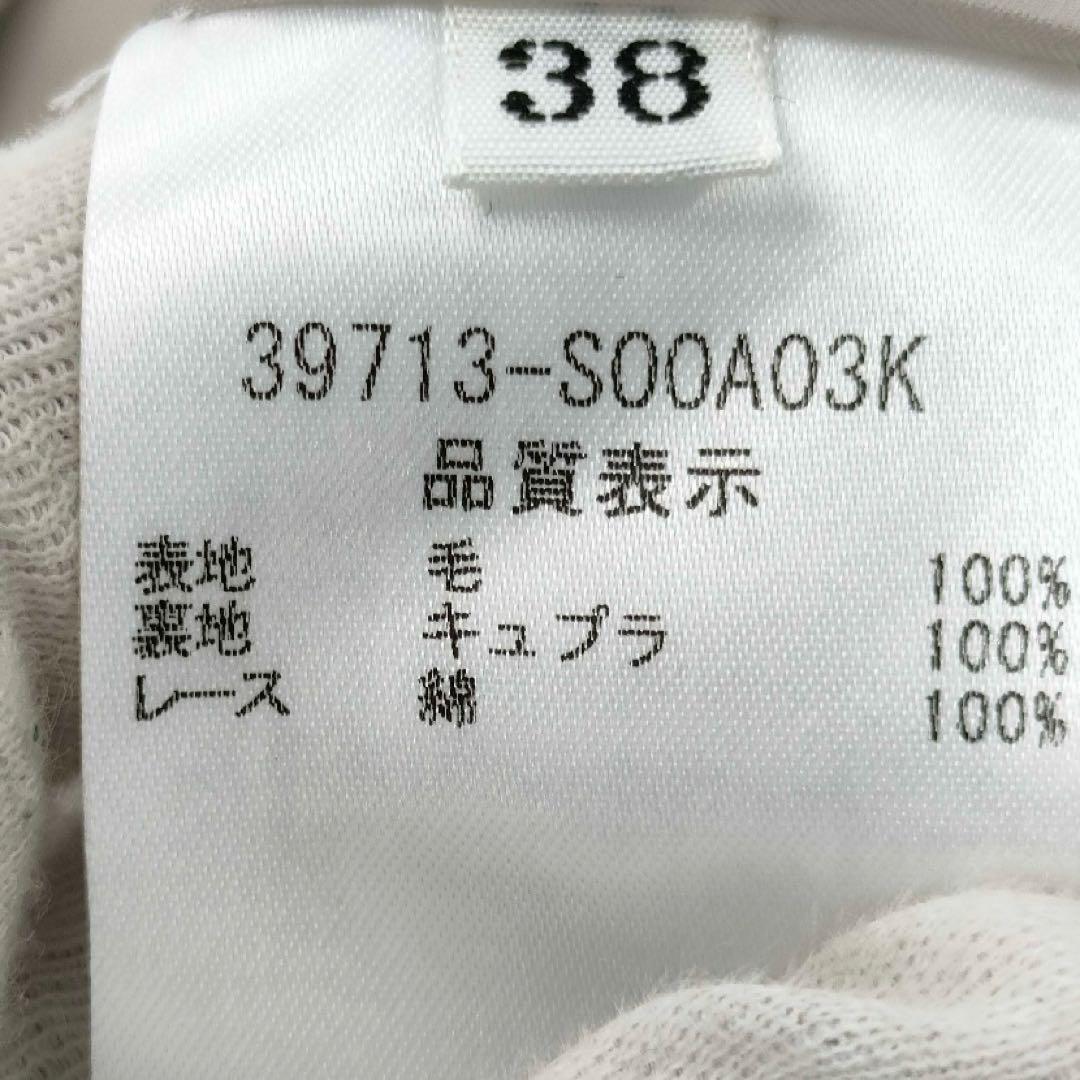 38
39713-S00A03K
品質表示
表地 毛 100%
裏地 キュプラ 100%
レース 綿 100%